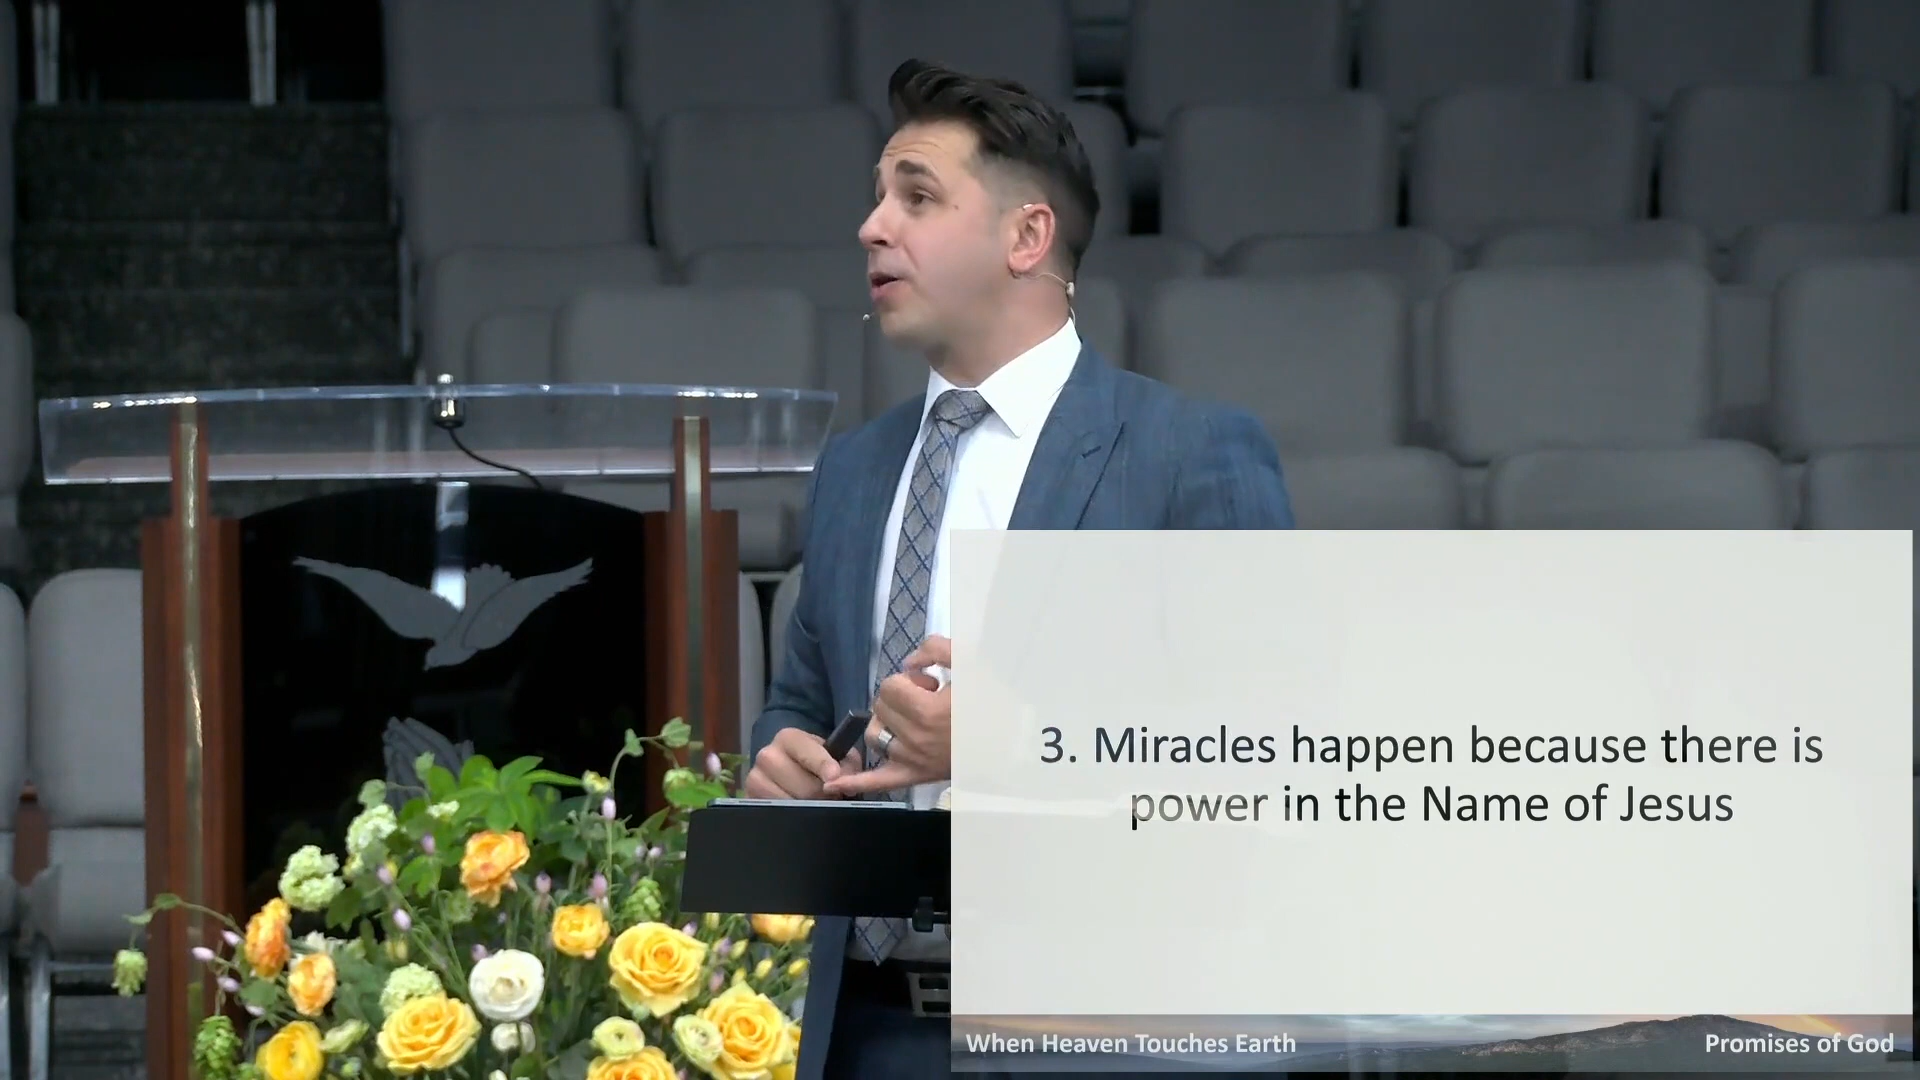 3. Miracles happen because there is
power in the Name of Jesus
When Heaven Touches Earth
Promises of God